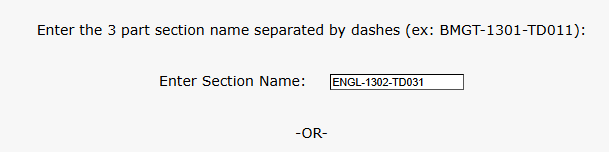 Enter the 3 part section name separated by dashes (ex: BMGT-1301-TD011):
Enter Section Name: ENGL-1302-TD031
-OR-